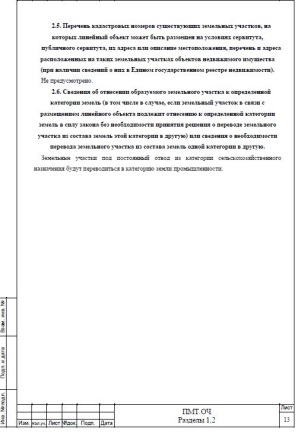 2.5. Перечень кадастровых номеров существующих земельных участков, на
которых линейный объект может быть размещен на условиях сервитута,
публичного сервитута, их адреса или описание местоположения, перечень и адреса
расположенных на таких земельных участках объектов недвижимого имущества
(при наличии сведений о них в Едином государственном реестре недвижимости).
Не предусмотрено.
2.6. Сведения об отнесении образуемого земельного участка к определенной
категории земель (в том числе в случае, если земельный участок в связи с
размещением линейного объекта подлежит отнесению к определенной категории
земель в силу закона без необходимости принятия решения о переводе земельного
участка из состава земель этой категории в другую) или сведения о необходимости
перевода земельного участка из состава земель одной категории в другую.
Земельные участки под постоянный отвод из категории сельскохозяйственного
назначения будут переводиться в категорию земли промышленности.
Взам. инв. №
Подп. и дата
Инв. № подл.
Изм. Кол.уч. Лист №док. Подп. Дата
ПМТ.ОЧ
Разделы 1,2
Лист
13